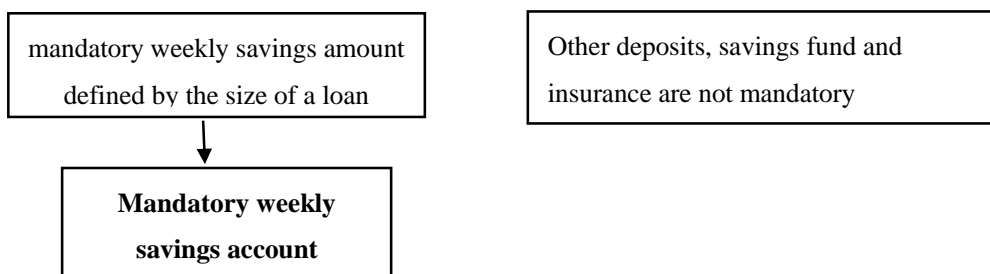 mandatory weekly savings amount
defined by the size of a loan
Other deposits, savings fund and
insurance are not mandatory
Mandatory weekly
savings account